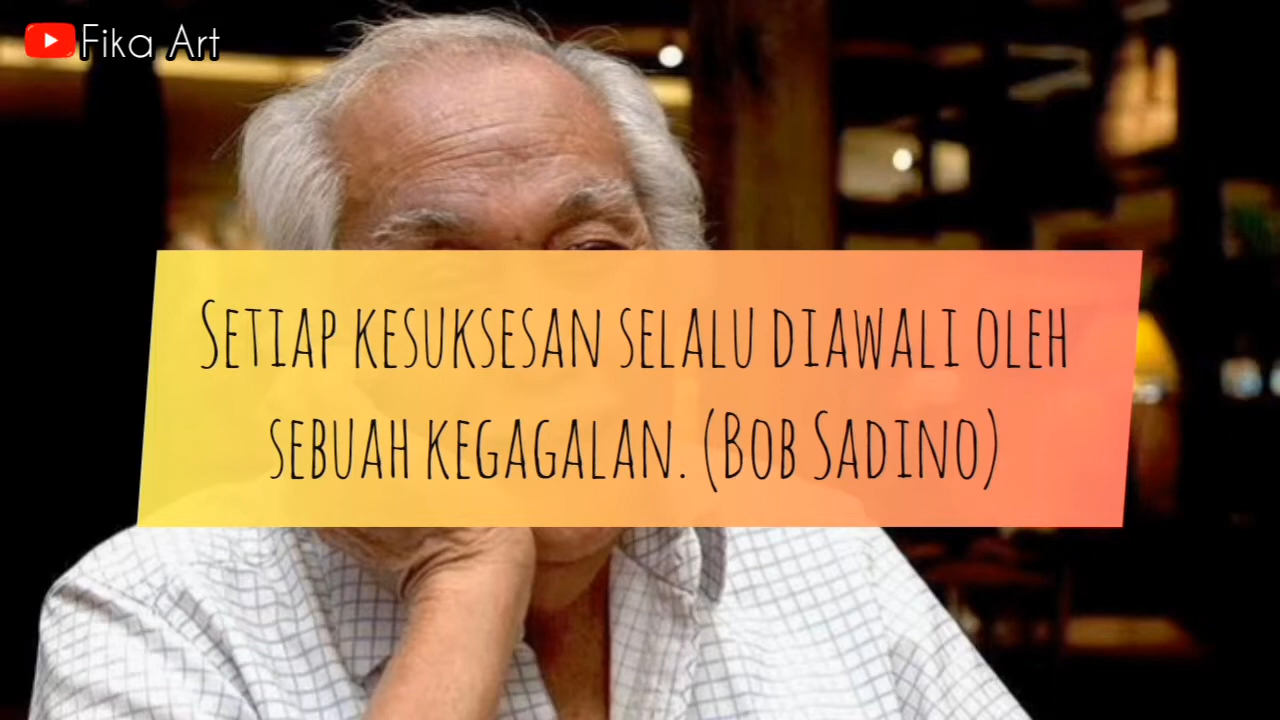 Fika Art
Setiap kesuksesan selalu diawali oleh
sebuah kegagalan. (Bob Sadino)